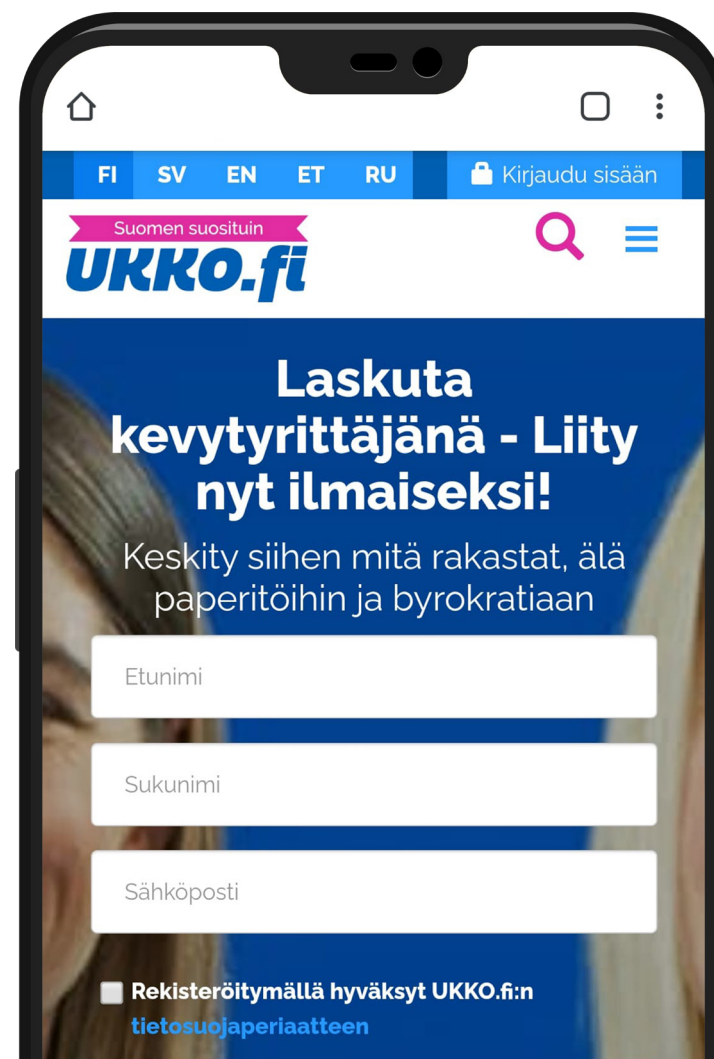 FI SV EN ET RU Kirjaudu sisään
Suomen suosituin
UKKO.fi
Laskuta
kevytyrittäjänä - Liity
nyt ilmaiseksi!
Keskity siihen mitä rakastat, älä
paperitöihin ja byrokratiaan
Etunimi
Sukunimi
Sähköposti
Rekisteröitymällä hyväksyt UKKO.fi:n
tietosuojaperiaatteen